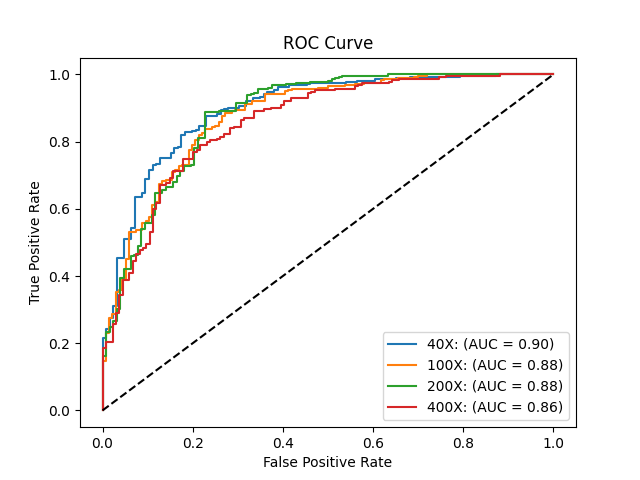 ROC Curve
True Positive Rate
1.0
0.8
0.6
0.4
0.2
0.0
0.0 0.2 0.4 0.6 0.8 1.0
False Positive Rate
40X: (AUC = 0.90)
100X: (AUC = 0.88)
200X: (AUC = 0.88)
400X: (AUC = 0.86)